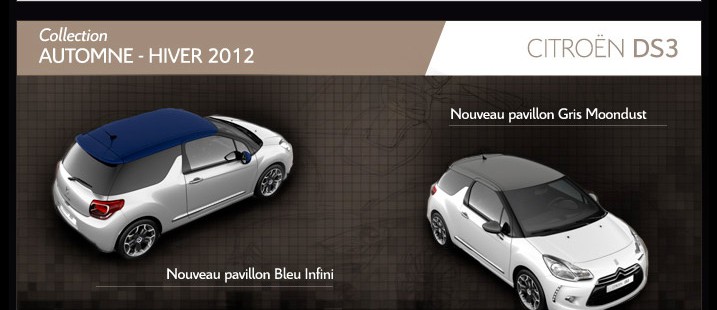 Collection
AUTOMNE - HIVER 2012
CITROËN DS3
Nouveau pavillon Gris Moondust
Nouveau pavillon Bleu Infini